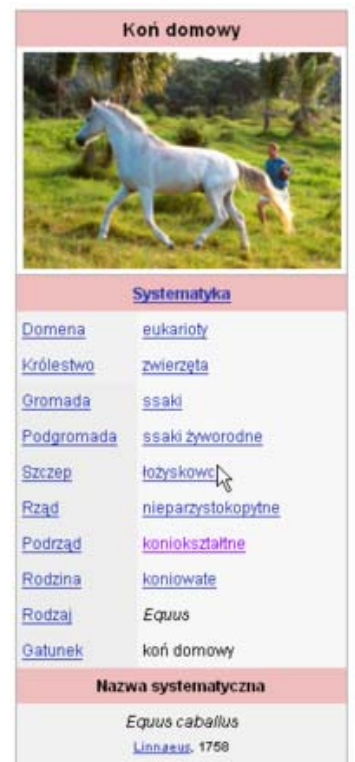 Koń domowy
Systematyka
Domena eukarioty
Królestwo zwierzęta
Gromada ssaki
Podgromada ssaki żyworodne
Szczep łożyskowc
Rząd nieparzystokopytne
Podrząd koniokształtne
Rodzina koniowate
Rodzaj Equus
Gatunek koń domowy
Nazwa systematyczna
Equus caballus
Linnaeus, 1758